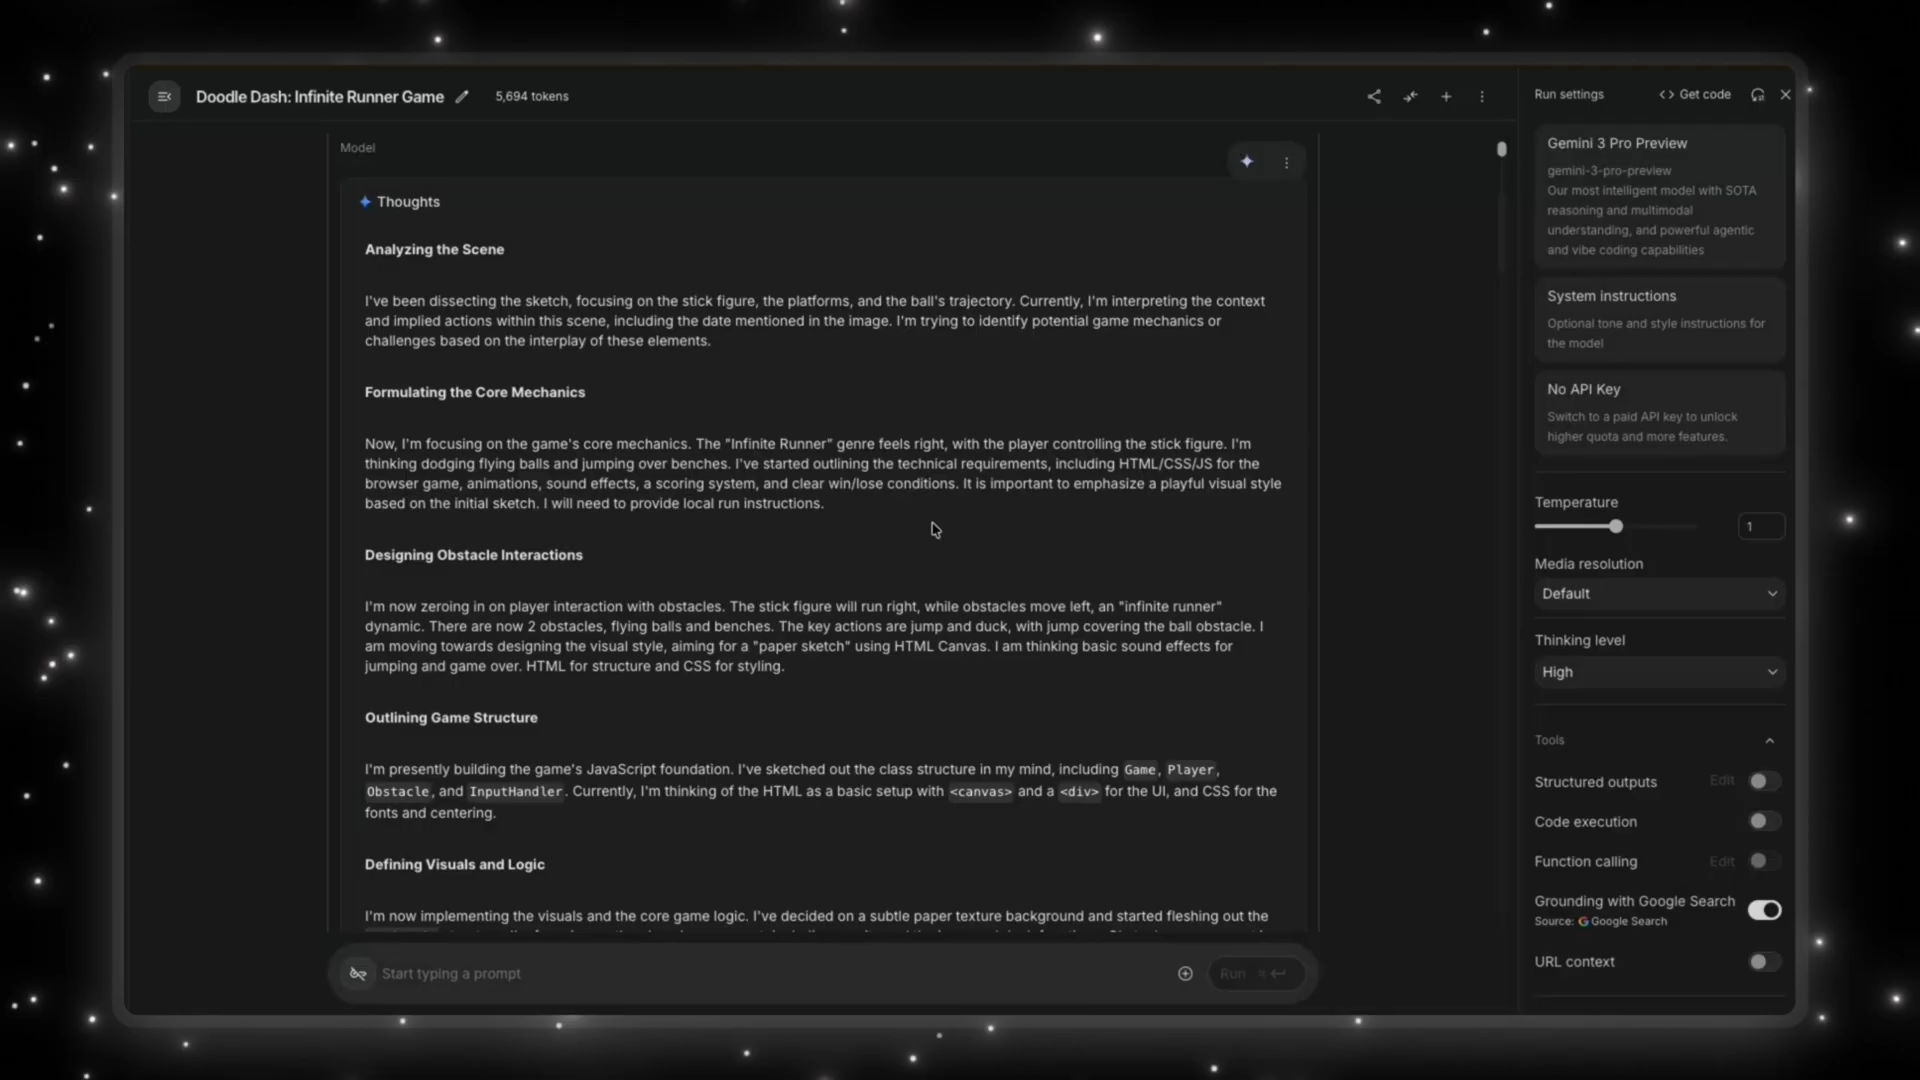 Doodle Dash: Infinite Runner Game
5,694 tokens
Model
Thoughts
Analyzing the Scene
I've been dissecting the sketch, focusing on the stick figure, the platforms, and the ball's trajectory. Currently, I'm interpreting the context
and implied actions within this scene, including the date mentioned in the image. I'm trying to identify potential game mechanics or
challenges based on the interplay of these elements.
Formulating the Core Mechanics
Now, I'm focusing on the game's core mechanics. The "Infinite Runner" genre feels right, with the player controlling the stick figure. I'm
thinking dodging flying balls and jumping over benches. I've started outlining the technical requirements, including HTML/CSS/JS for the
browser game, animations, sound effects, a scoring system, and clear win/lose conditions. It is important to emphasize a playful visual style
based on the initial sketch. I will need to provide local run instructions.
Designing Obstacle Interactions
I'm now zeroing in on player interaction with obstacles. The stick figure will run right, while obstacles move left, an "infinite runner"
dynamic. There are now 2 obstacles, flying balls and benches. The key actions are jump and duck, with jump covering the ball obstacle. I
am moving towards designing the visual style, aiming for a "paper sketch" using HTML Canvas. I am thinking basic sound effects for
jumping and game over. HTML for structure and CSS for styling.
Outlining Game Structure
I'm presently building the game's JavaScript foundation. I've sketched out the class structure in my mind, including Game, Player,
Obstacle, and InputHandler. Currently, I'm thinking of the HTML as a basic setup with <canvas> and a <div> for the UI, and CSS for the
fonts and centering.
Defining Visuals and Logic
I'm now implementing the visuals and the core game logic. I've decided on a subtle paper texture background and started fleshing out the
Start typing a prompt
Run
Run settings
<> Get code
Gemini 3 Pro Preview
gemini-3-pro-preview
Our most intelligent model with SOTA
reasoning and multimodal
understanding, and powerful agentic
and vibe coding capabilities
System instructions
Optional tone and style instructions for
the model
No API Key
Switch to a paid API key to unlock
higher quota and more features.
Temperature
1
Media resolution
Default
Thinking level
High
Tools
Structured outputs
Edit
Code execution
Function calling
Edit
Grounding with Google Search
Source: Google Search
URL context